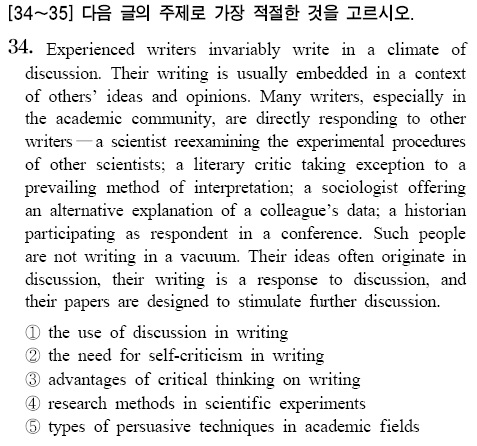 [34~35] 다음 글의 주제로 가장 적절한 것을 고르시오.
34. Experienced writers invariably write in a climate of
discussion. Their writing is usually embedded in a context
of others' ideas and opinions. Many writers, especially in
the academic community, are directly responding to other
writers—a scientist reexamining the experimental procedures
of other scientists; a literary critic taking exception to a
prevailing method of interpretation; a sociologist offering
an alternative explanation of a colleague's data; a historian
participating as respondent in a conference. Such people
are not writing in a vacuum. Their ideas often originate in
discussion, their writing is a response to discussion, and
their papers are designed to stimulate further discussion.
① the use of discussion in writing
② the need for self-criticism in writing
③ advantages of critical thinking on writing
④ research methods in scientific experiments
⑤ types of persuasive techniques in academic fields